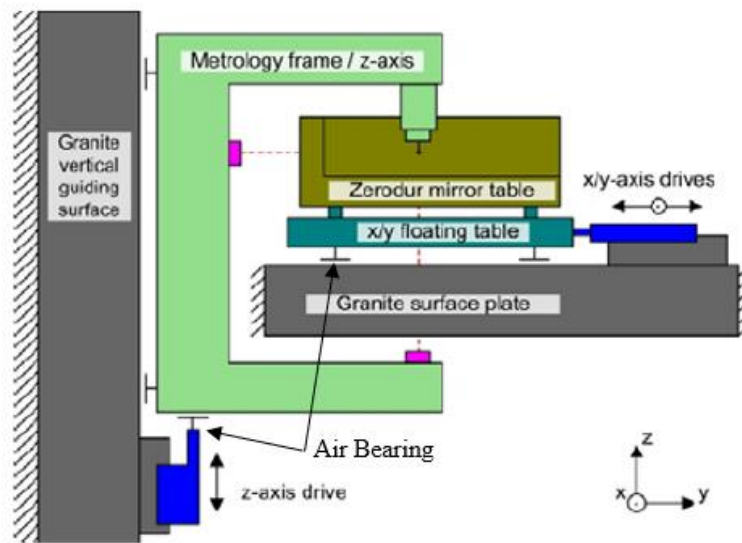 Metrology frame / z-axis
Granite
vertical
guiding
surface
Zerodur mirror table
x/y-axis drives
x/y floating table
Granite surface plate
Air Bearing
z-axis drive
z
x
y